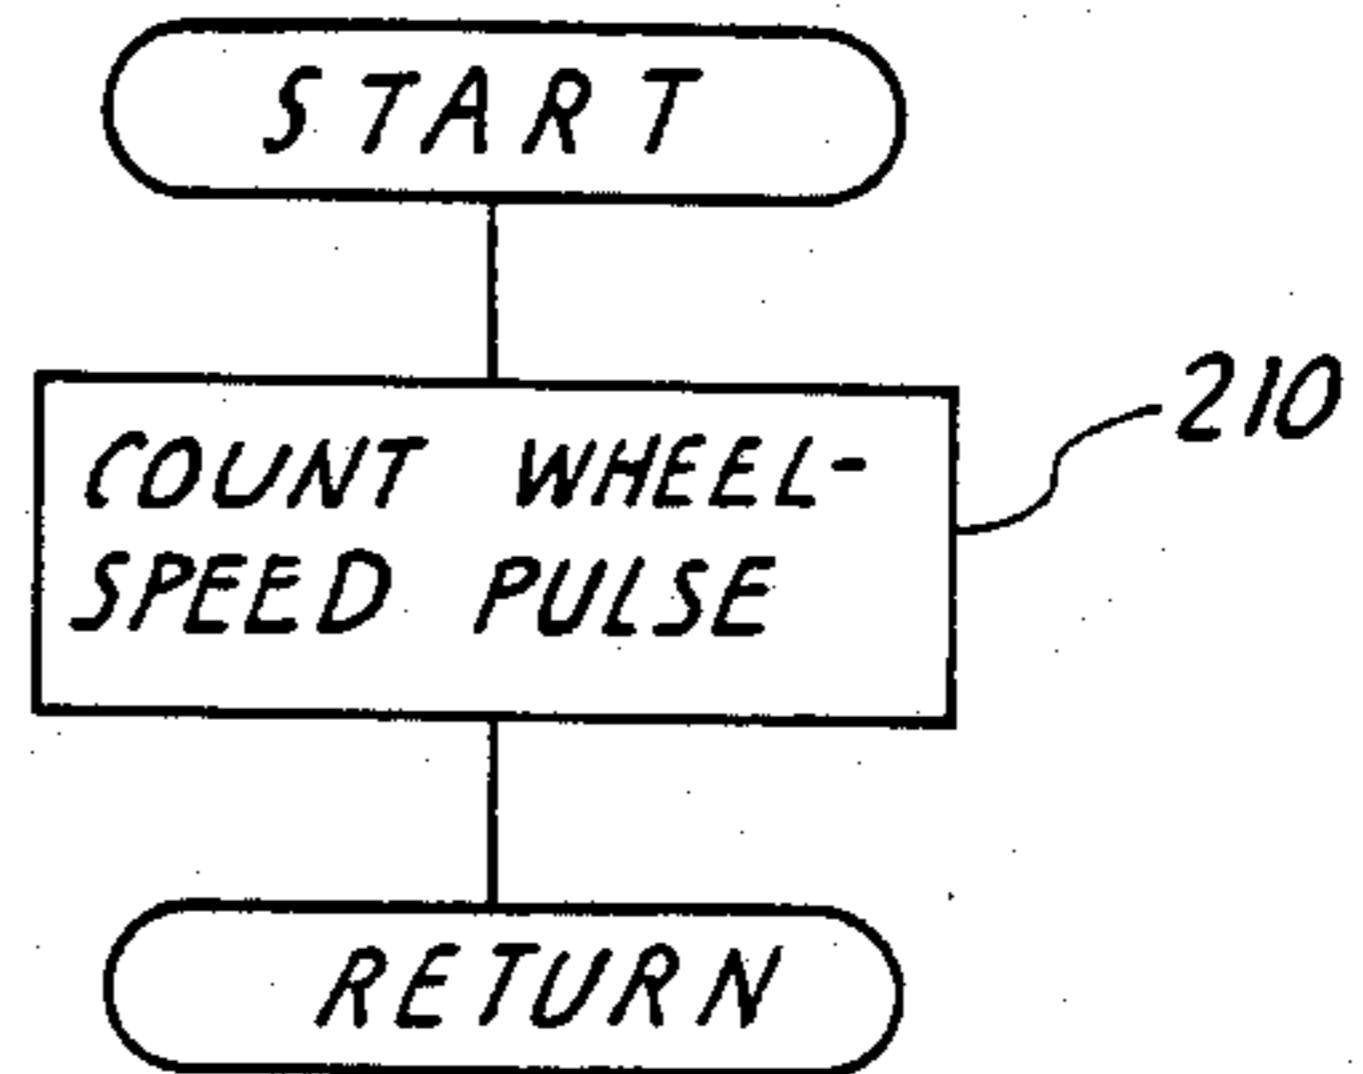 START
COUNT WHEEL-
SPEED PULSE
210
RETURN